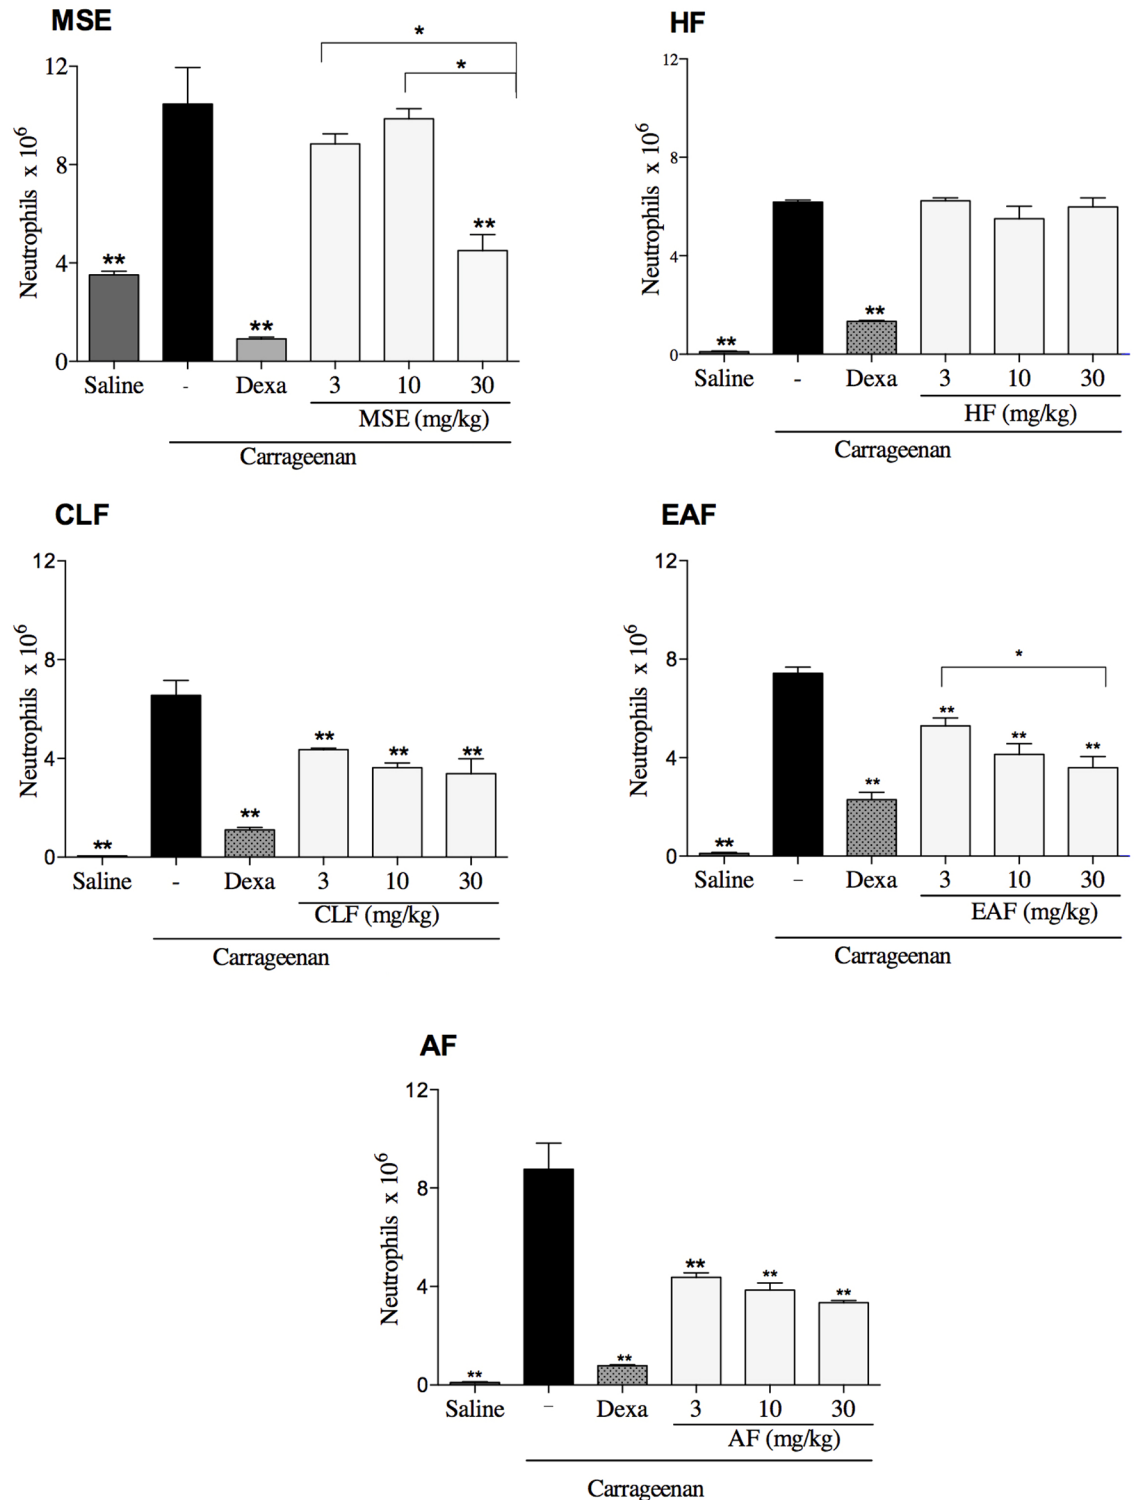 MSE
*
*
12
8
4
0
Neutrophils x 10⁶
**
**
**
Saline - Dexa 3 10 30
MSE (mg/kg)
Carrageenan
HF
12
8
4
0
Neutrophils x 10⁶
**
**
Saline - Dexa 3 10 30
HF (mg/kg)
Carrageenan
CLF
12
8
4
0
Neutrophils x 10⁶
**
**
**
**
**
Saline - Dexa 3 10 30
CLF (mg/kg)
Carrageenan
EAF
12
8
4
0
Neutrophils x 10⁶
*
**
**
**
**
**
Saline – Dexa 3 10 30
EAF (mg/kg)
Carrageenan
AF
12
8
4
0
Neutrophils x 10⁶
**
**
**
**
**
Saline – Dexa 3 10 30
AF (mg/kg)
Carrageenan